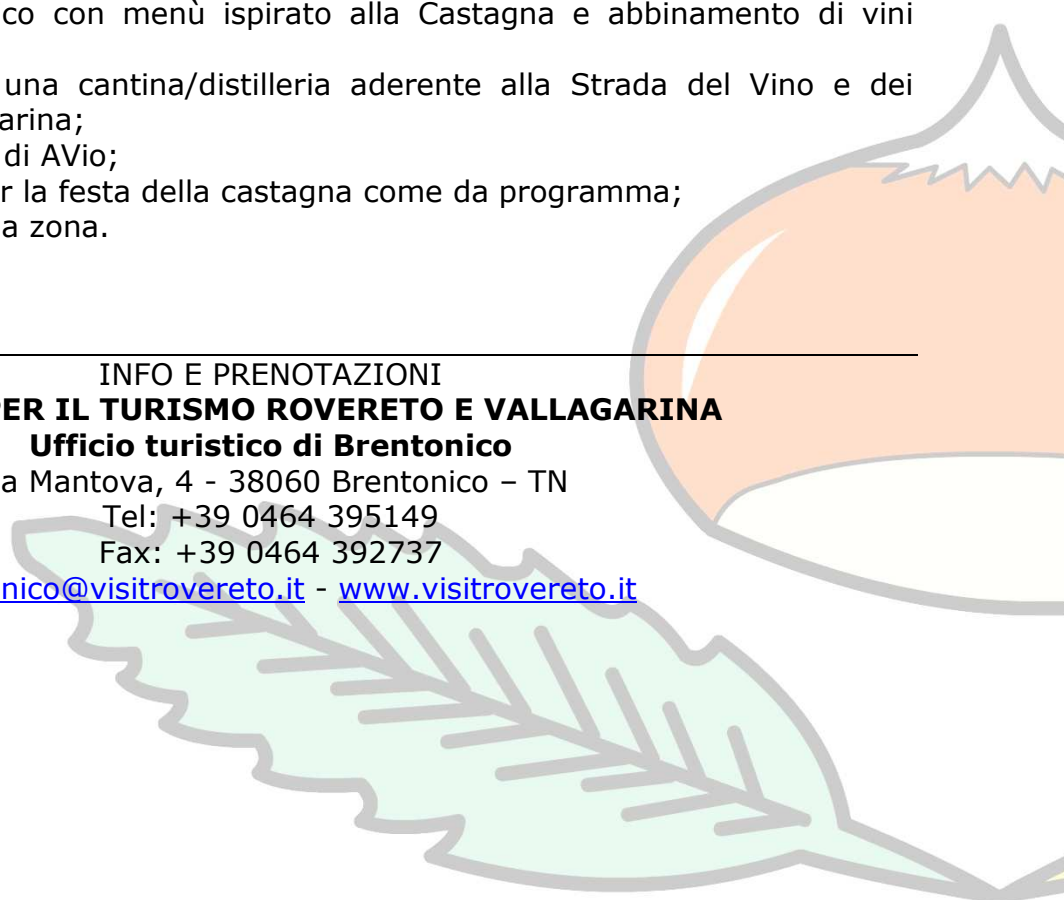 co con menù ispirato alla Castagna e abbinamento di vini
una cantina/distilleria aderente alla Strada del Vino e dei
arina;
di AVio;
r la festa della castagna come da programma;
a zona.
INFO E PRENOTAZIONI
PER IL TURISMO ROVERETO E VALLAGARINA
Ufficio turistico di Brentonico
a Mantova, 4 - 38060 Brentonico – TN
Tel: +39 0464 395149
Fax: +39 0464 392737
nico@visitrovereto.it - www.visitrovereto.it